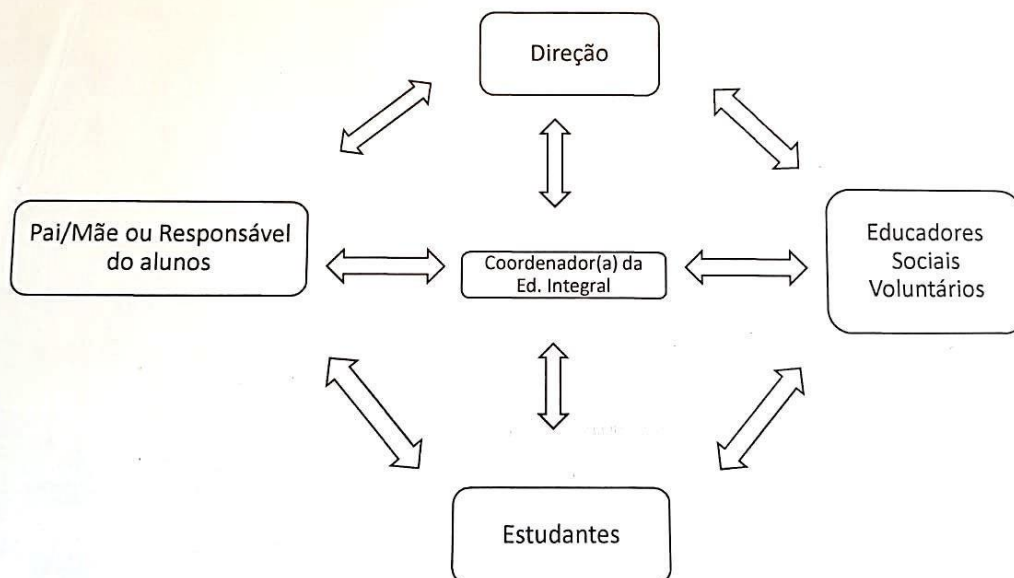 Direção
Pai/Mãe ou Responsável
do alunos
Coordenador(a) da
Ed. Integral
Educadores
Sociais
Voluntários
Estudantes